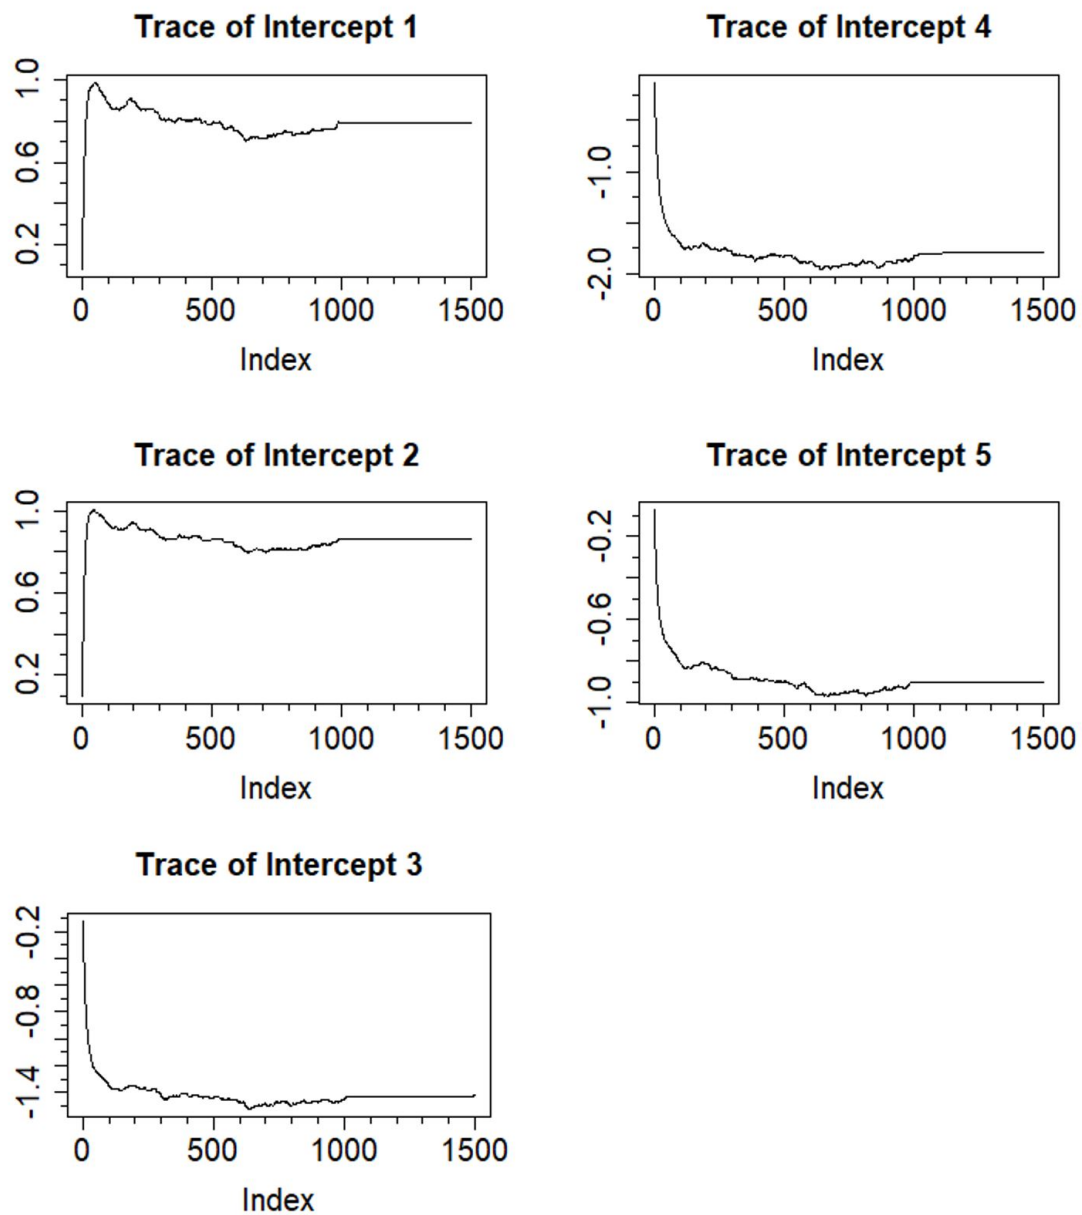 Trace of Intercept 1
1.0
0.6
0.2
0 500 1000 1500
Index
Trace of Intercept 4
-1.0
-2.0
0 500 1000 1500
Index
Trace of Intercept 2
1.0
0.6
0.2
0 500 1000 1500
Index
Trace of Intercept 5
-0.2
-0.6
-1.0
0 500 1000 1500
Index
Trace of Intercept 3
-0.2
-0.8
-1.4
0 500 1000 1500
Index